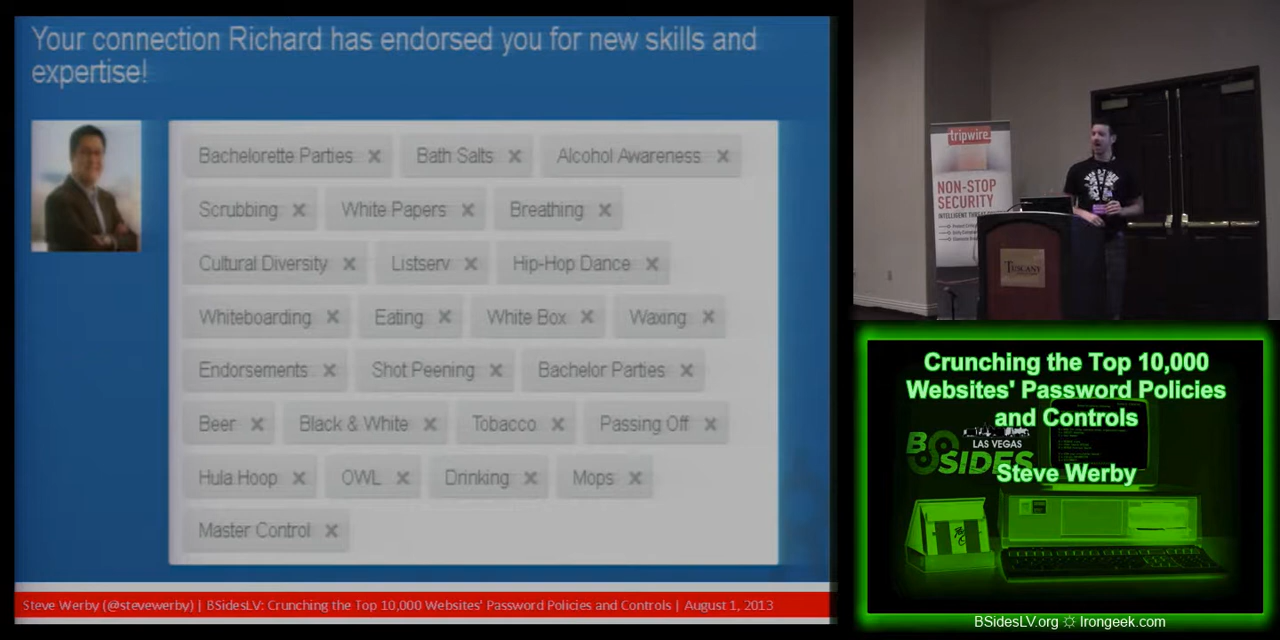 Your connection Richard has endorsed you for new skills and
expertise!
Bachelorette Parties × Bath Salts × Alcohol Awareness ×
Scrubbing × White Papers × Breathing ×
Cultural Diversity × Listserv × Hip-Hop Dance ×
Whiteboarding × Eating × White Box × Waxing ×
Endorsements × Shot Peening × Bachelor Parties ×
Beer × Black & White × Tobacco × Passing Off ×
Hula Hoop × OWL × Drinking × Mops ×
Master Control ×
Steve Werby (@stevewerby) | BSidesLV: Crunching the Top 10,000 Websites' Password Policies and Controls | August 1, 2013
tripwire
NON-STOP
SECURITY
INTELLIGENT THREAT
TUSCANY
Crunching the Top 10,000
Websites' Password Policies
and Controls
LAS VEGAS
BSIDES
Steve Werby
BSidesLV.org ☼ Irongeek.com